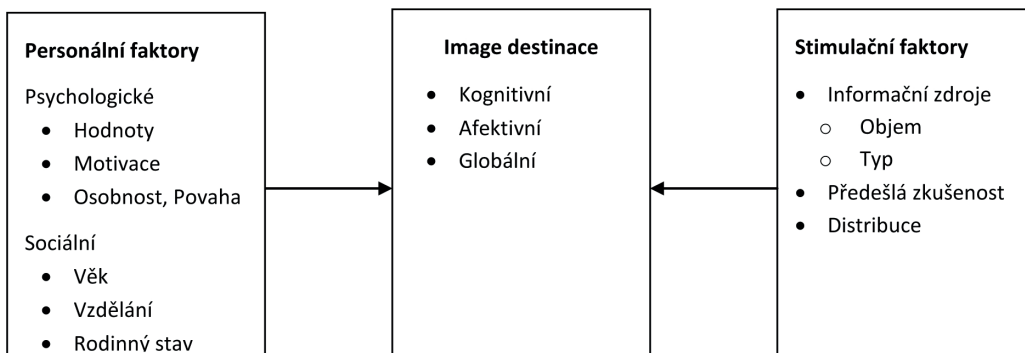 Personální faktory
Psychologické
• Hodnoty
• Motivace
• Osobnost, Povaha
Sociální
• Věk
• Vzdělání
• Rodinný stav
Image destinace
• Kognitivní
• Afektivní
• Globální
Stimulační faktory
• Informační zdroje
o Objem
o Typ
• Předešlá zkušenost
• Distribuce